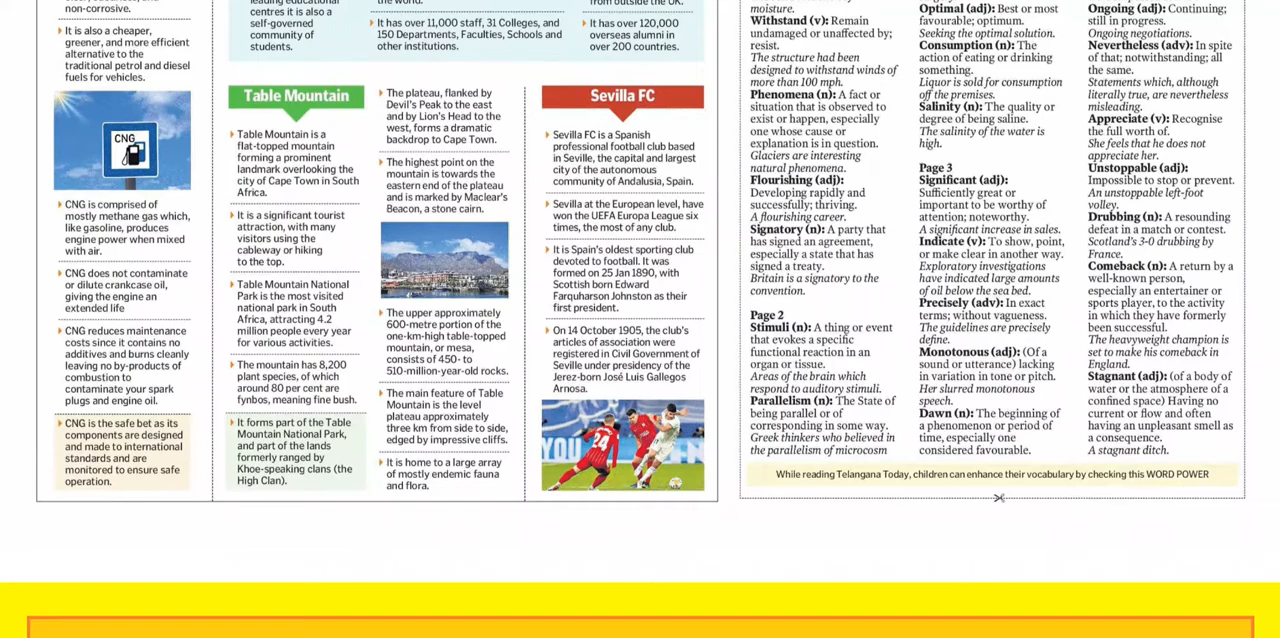 non-corrosive.
It is also a cheaper,
greener, and more efficient
alternative to the
traditional petrol and diesel
fuels for vehicles.
CNG
CNG is comprised of
mostly methane gas which,
like gasoline, produces
engine power when mixed
with air.
CNG does not contaminate
or dilute crankcase oil,
giving the engine an
extended life
CNG reduces maintenance
costs since it contains no
additives and burns cleanly
leaving no by-products of
combustion to
contaminate your spark
plugs and engine oil.
CNG is the safe bet as its
components are designed
and made to international
standards and are
monitored to ensure safe
operation.
leading educational
centres it is also a
self-governed
community of
students.
the world.
It has over 11,000 staff, 31 Colleges, and
150 Departments, Faculties, Schools and
other institutions.
from outside the UK.
It has over 120,000
overseas alumni in
over 200 countries.
Table Mountain
Table Mountain is a
flat-topped mountain
forming a prominent
landmark overlooking the
city of Cape Town in South
Africa.
It is a significant tourist
attraction, with many
visitors using the
cableway or hiking
to the top.
Table Mountain National
Park is the most visited
national park in South
Africa, attracting 4.2
million people every year
for various activities.
The mountain has 8,200
plant species, of which
around 80 per cent are
fynbos, meaning fine bush.
It forms part of the Table
Mountain National Park,
and part of the lands
formerly ranged by
Khoe-speaking clans (the
High Clan).
The plateau, flanked by
Devil's Peak to the east
and by Lion's Head to the
west, forms a dramatic
backdrop to Cape Town.
The highest point on the
mountain is towards the
eastern end of the plateau
and is marked by Maclear's
Beacon, a stone cairn.
The upper approximately
600-metre portion of the
one-km-high table-topped
mountain, or mesa,
consists of 450- to
510-million-year-old rocks.
The main feature of Table
Mountain is the level
plateau approximately
three km from side to side,
edged by impressive cliffs.
It is home to a large array
of mostly endemic fauna
and flora.
Sevilla FC
Sevilla FC is a Spanish
professional football club based
in Seville, the capital and largest
city of the autonomous
community of Andalusia, Spain.
Sevilla at the European level, have
won the UEFA Europa League six
times, the most of any club.
It is Spain's oldest sporting club
devoted to football. It was
formed on 25 Jan 1890, with
Scottish born Edward
Farquharson Johnston as their
first president.
On 14 October 1905, the club's
articles of association were
registered in Civil Government of
Seville under presidency of the
Jerez-born José Luis Gallegos
Arnosa.
YOU
24
moisture.
Withstand (v): Remain
undamaged or unaffected by;
resist.
The structure had been
designed to withstand winds of
more than 100 mph.
Phenomena (n): A fact or
situation that is observed to
exist or happen, especially
one whose cause or
explanation is in question.
Glaciers are interesting
natural phenomena.
Flourishing (adj):
Developing rapidly and
successfully; thriving.
A flourishing career.
Signatory (n): A party that
has signed an agreement,
especially a state that has
signed a treaty.
Britain is a signatory to the
convention.
Page 2
Stimuli (n): A thing or event
that evokes a specific
functional reaction in an
organ or tissue.
Areas of the brain which
respond to auditory stimuli.
Parallelism (n): The State of
being parallel or of
corresponding in some way.
Greek thinkers who believed in
the parallelism of microcosm
Optimal (adj): Best or most
favourable; optimum.
Seeking the optimal solution.
Consumption (n): The
action of eating or drinking
something.
Liquor is sold for consumption
off the premises.
Salinity (n): The quality or
degree of being saline.
The salinity of the water is
high.
Page 3
Significant (adj):
Sufficiently great or
important to be worthy of
attention; noteworthy.
A significant increase in sales.
Indicate (v): To show, point,
or make clear in another way.
Exploratory investigations
have indicated large amounts
of oil below the sea bed.
Precisely (adv): In exact
terms; without vagueness.
The guidelines are precisely
define.
Monotonous (adj): (Of a
sound or utterance) lacking
in variation in tone or pitch.
Her slurred monotonous
speech.
Dawn (n): The beginning of
a phenomenon or period of
time, especially one
considered favourable.
Ongoing (adj): Continuing;
still in progress.
Ongoing negotiations.
Nevertheless (adv): In spite
of that; notwithstanding; all
the same.
Statements which, although
literally true, are nevertheless
misleading.
Appreciate (v): Recognise
the full worth of.
She feels that he does not
appreciate her.
Unstoppable (adj):
Impossible to stop or prevent.
An unstoppable left-foot
volley.
Drubbing (n): A resounding
defeat in a match or contest.
Scotland's 3-0 drubbing by
France.
Comeback (n): A return by a
well-known person,
especially an entertainer or
sports player, to the activity
in which they have formerly
been successful.
The heavyweight champion is
set to make his comeback in
England.
Stagnant (adj): (of a body of
water or the atmosphere of a
confined space) Having no
current or flow and often
having an unpleasant smell as
a consequence.
A stagnant ditch.
While reading Telangana Today, children can enhance their vocabulary by checking this WORD POWER